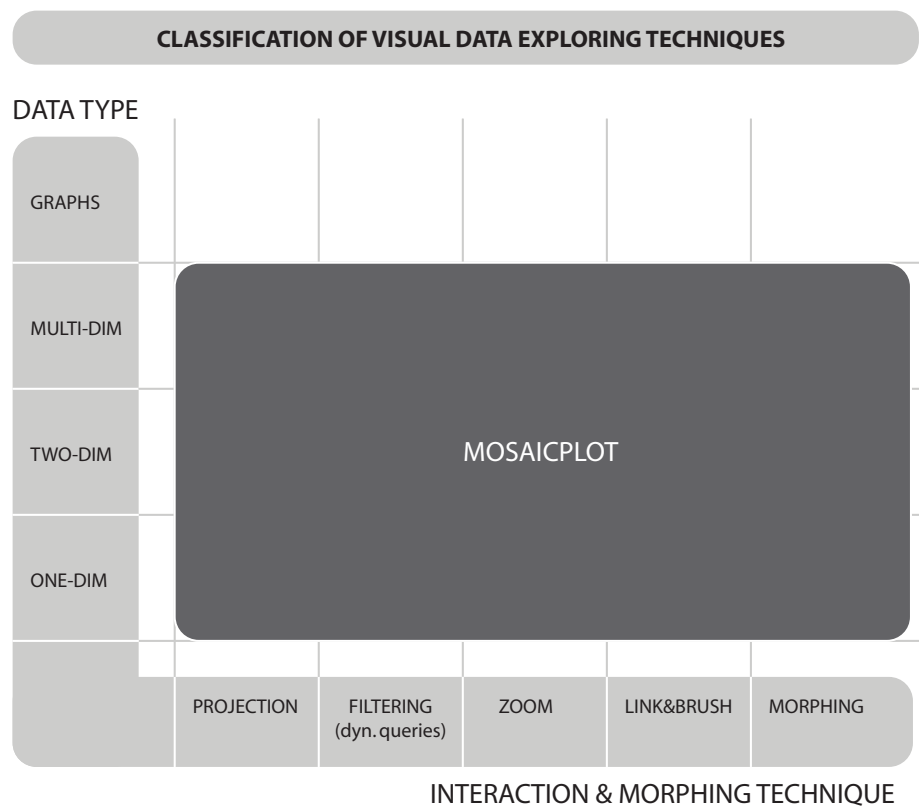 CLASSIFICATION OF VISUAL DATA EXPLORING TECHNIQUES
DATA TYPE
GRAPHS
MULTI-DIM
TWO-DIM
ONE-DIM
MOSAICPLOT
PROJECTION
FILTERING
(dyn. queries)
ZOOM
LINK&BRUSH
MORPHING
INTERACTION & MORPHING TECHNIQUE